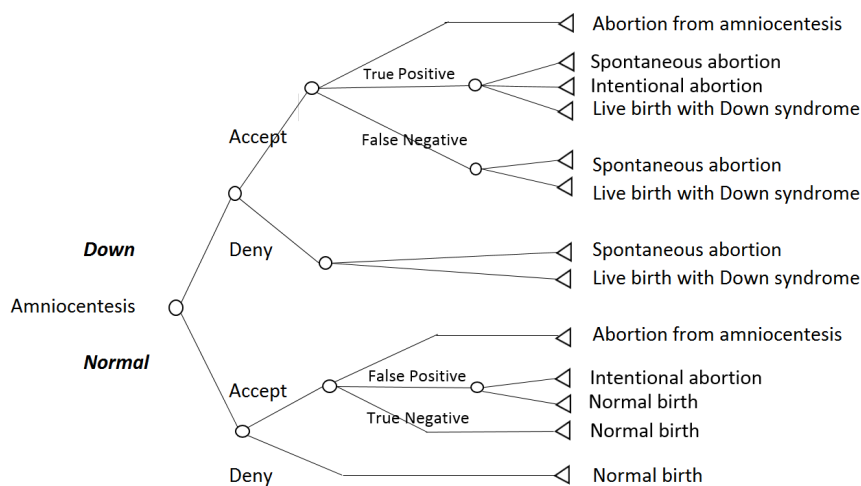 Abortion from amniocentesis
Spontaneous abortion
True Positive
Intentional abortion
Live birth with Down syndrome
Accept
False Negative
Spontaneous abortion
Live birth with Down syndrome
Down
Deny
Spontaneous abortion
Live birth with Down syndrome
Amniocentesis
Abortion from amniocentesis
Normal
Accept
False Positive
Intentional abortion
Normal birth
True Negative
Normal birth
Deny
Normal birth